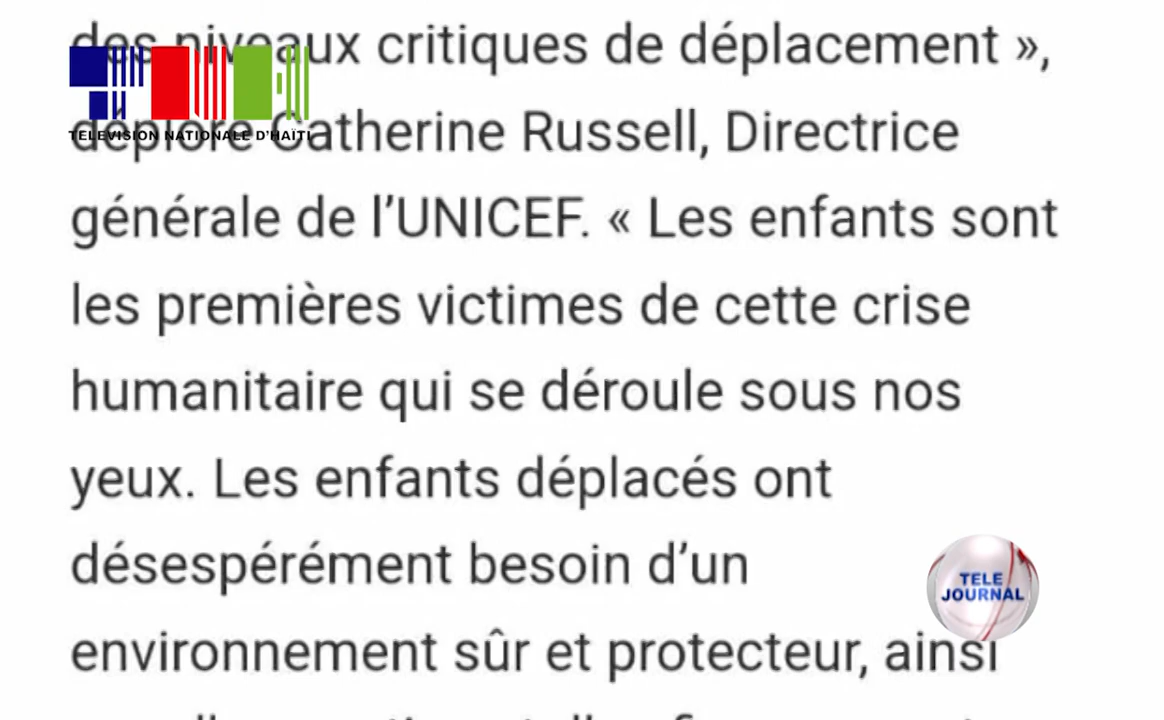 des niveaux critiques de déplacement »,
TELEVISION NATIONALE D'HAÏTI
déplore Catherine Russell, Directrice
générale de l’UNICEF. « Les enfants sont
les premières victimes de cette crise
humanitaire qui se déroule sous nos
yeux. Les enfants déplacés ont
désespérément besoin d’un
TELE
JOURNAL
environnement sûr et protecteur, ainsi